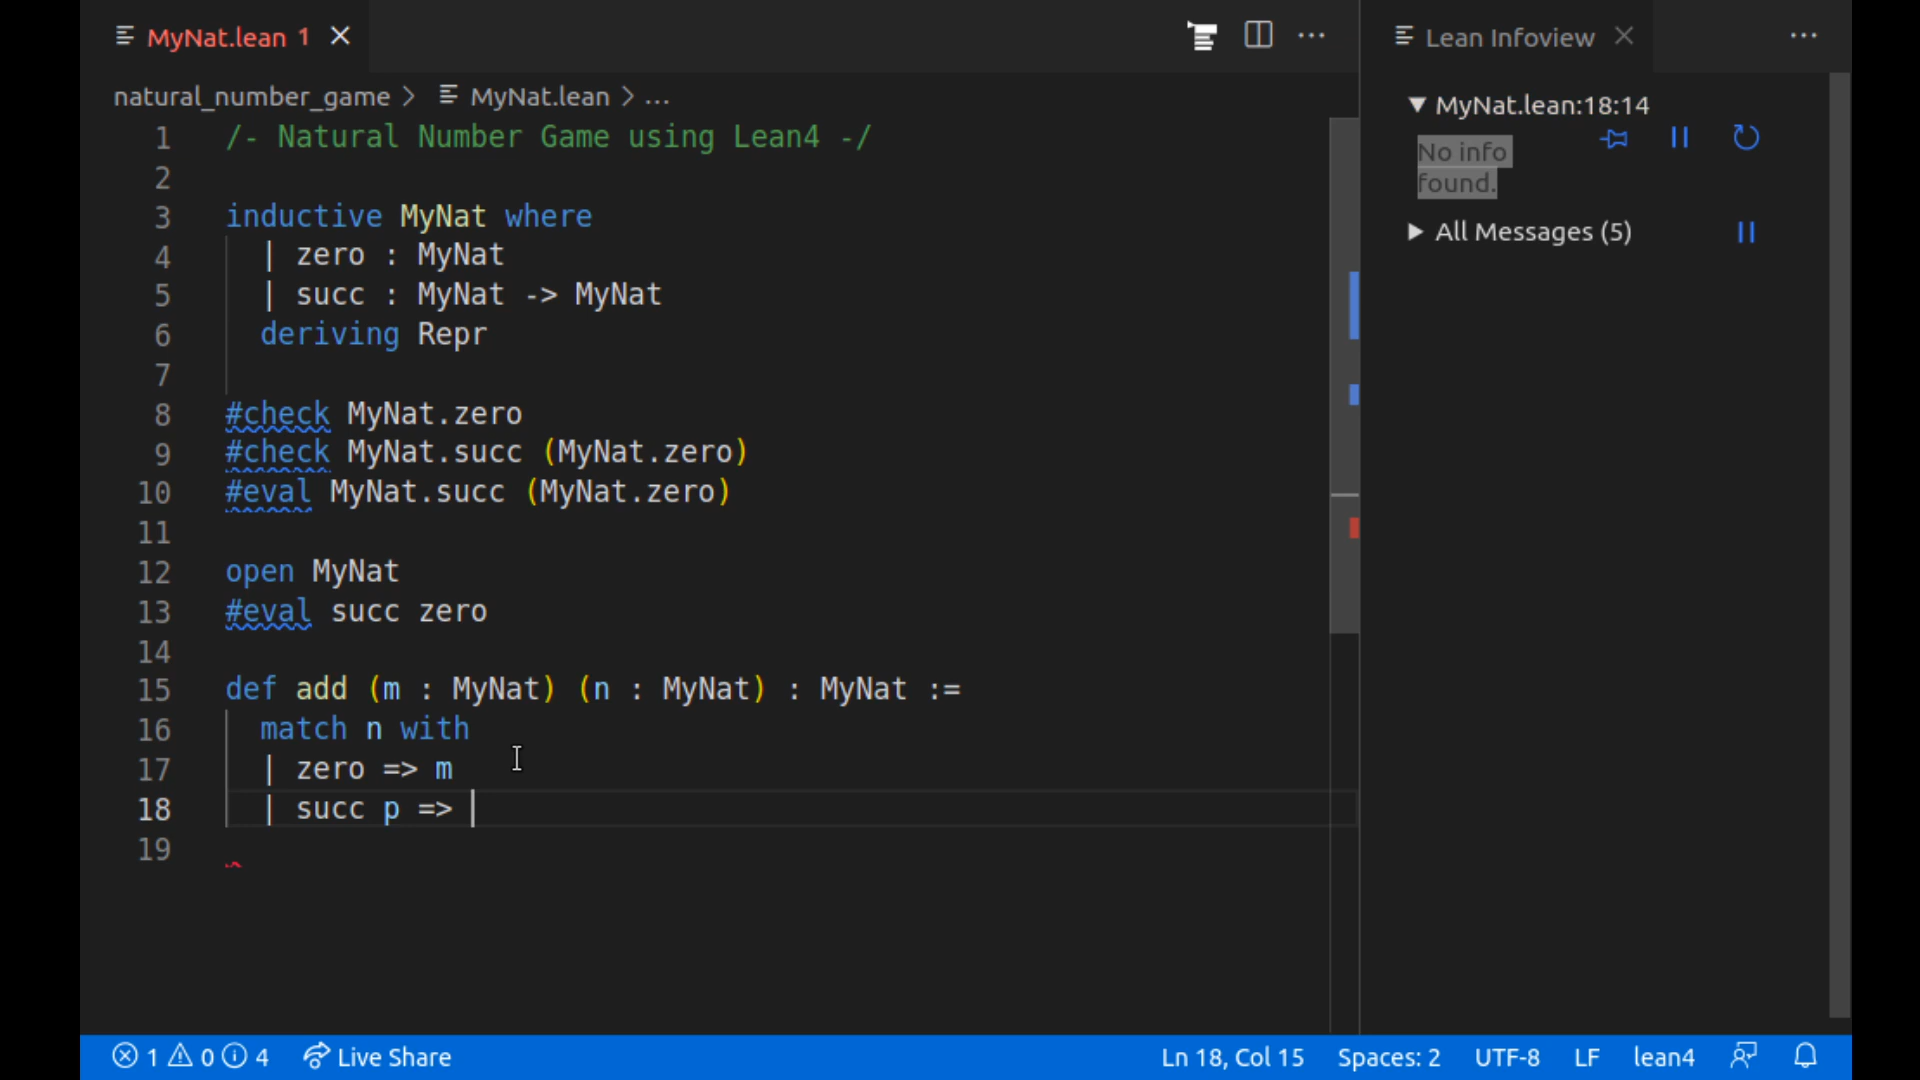 MyNat.lean 1
Lean Infoview
natural_number_game > MyNat.lean > ...
1 /- Natural Number Game using Lean4 -/
2
3 inductive MyNat where
4 | zero : MyNat
5 | succ : MyNat -> MyNat
6 deriving Repr
7
8 #check MyNat.zero
9 #check MyNat.succ (MyNat.zero)
10 #eval MyNat.succ (MyNat.zero)
11
12 open MyNat
13 #eval succ zero
14
15 def add (m : MyNat) (n : MyNat) : MyNat :=
16 match n with
17 | zero => m
18 | succ p =>
19
MyNat.lean:18:14
No info
found.
All Messages (5)
1 0 4 Live Share
Ln 18, Col 15 Spaces: 2 UTF-8 LF lean4